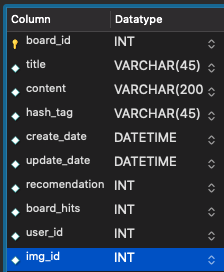 Column Datatype
board_id INT
title VARCHAR(45)
content VARCHAR(200
hash_tag VARCHAR(45)
create_date DATETIME
update_date DATETIME
recomendation INT
board_hits INT
user_id INT
img_id INT